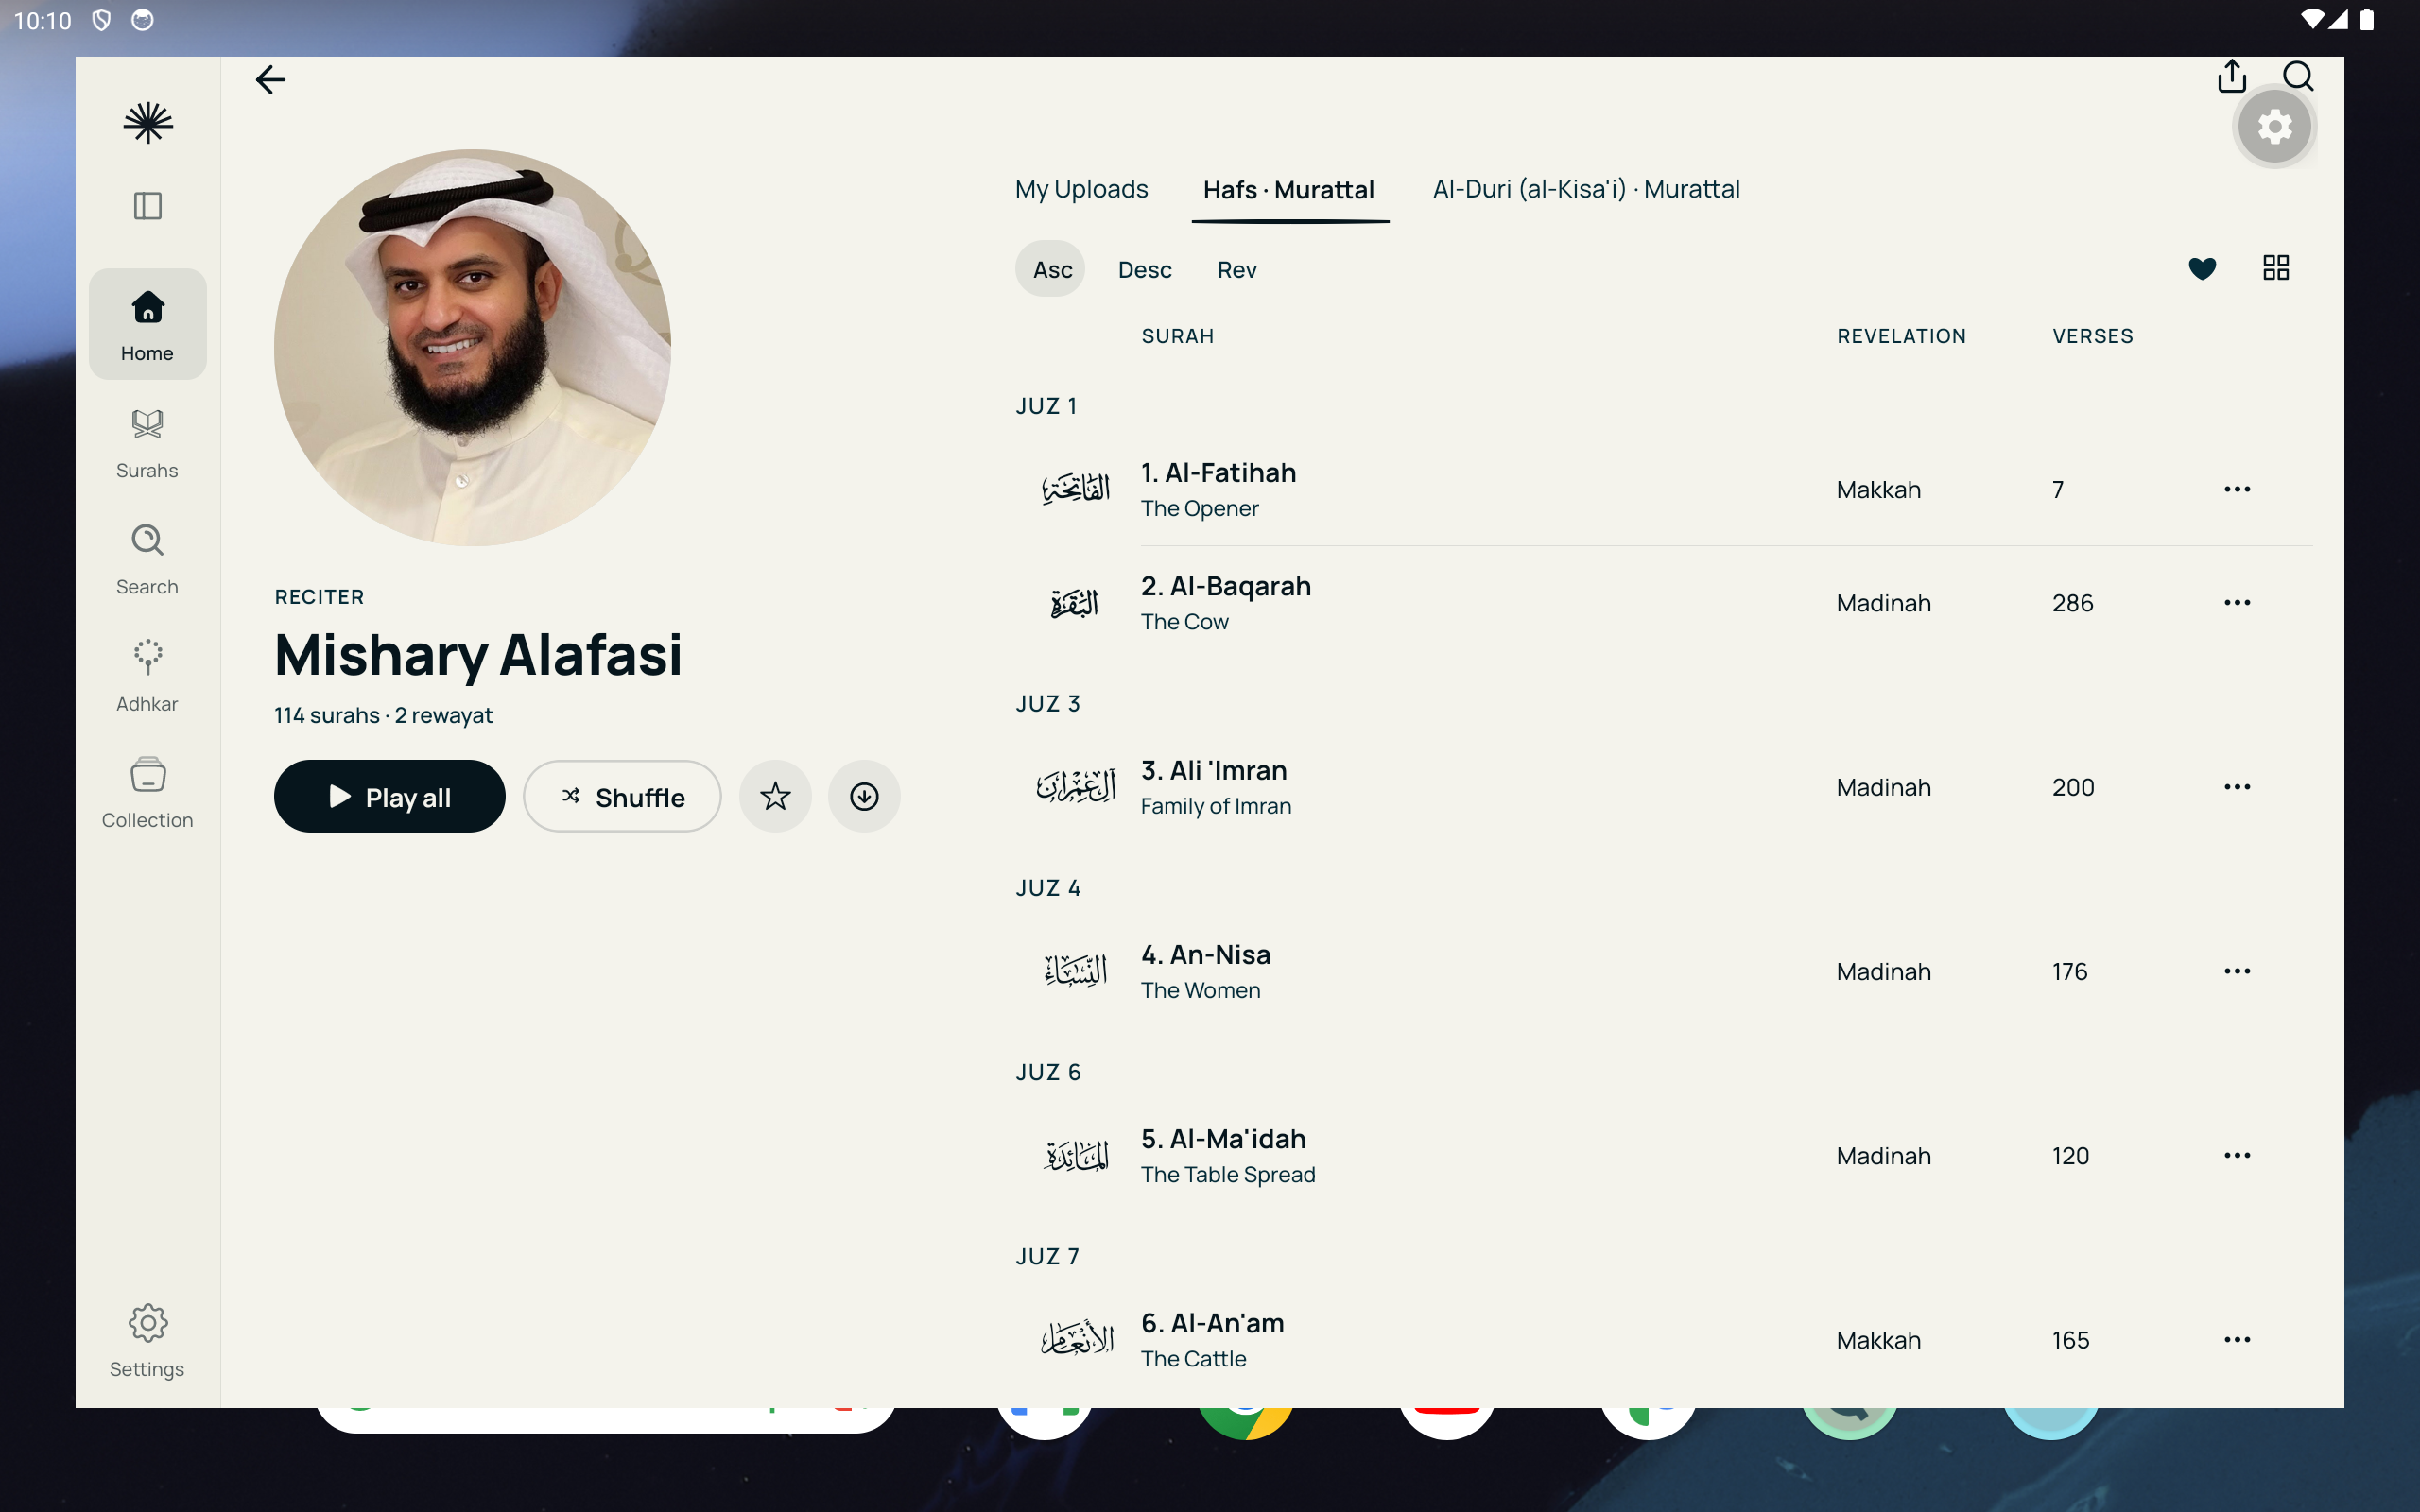 10:10
Home
Surahs
Search
Adhkar
Collection
Settings
RECITER
Mishary Alafasi
114 surahs · 2 rewayat
Play all
Shuffle
My Uploads
Hafs · Murattal
Al-Duri (al-Kisa'i) · Murattal
Asc Desc Rev
SURAH REVELATION VERSES
JUZ 1
الفاتحة
1. Al-Fatihah
The Opener
Makkah 7
البقرة
2. Al-Baqarah
The Cow
Madinah 286
JUZ 3
آل عمران
3. Ali 'Imran
Family of Imran
Madinah 200
JUZ 4
النساء
4. An-Nisa
The Women
Madinah 176
JUZ 6
المائدة
5. Al-Ma'idah
The Table Spread
Madinah 120
JUZ 7
الأنعام
6. Al-An'am
The Cattle
Makkah 165